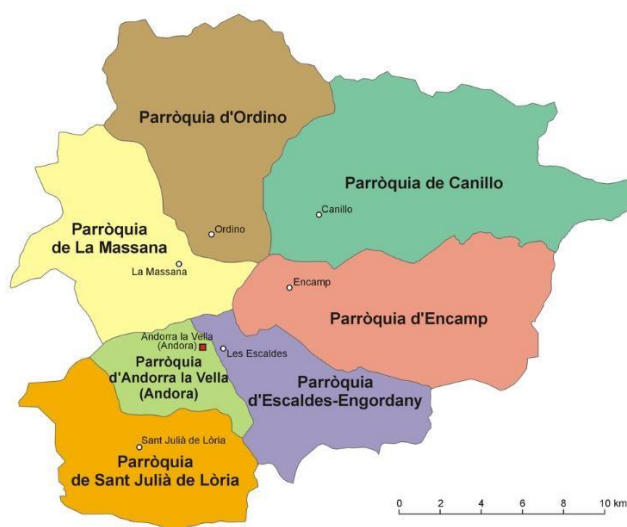 Parròquia d'Ordino
Parròquia de Canillo
Canillo
Ordino
Parròquia
de La Massana
La Massana
Encamp
Parròquia d'Encamp
Andorra la Vella
(Andora)
Les Escaldes
Parròquia
d'Andorra la Vella
(Andora)
Parròquia
d'Escaldes-Engordany
Sant Julià de Lòria
Parròquia
de Sant Julià de Lòria
0 2 4 6 8 10 km